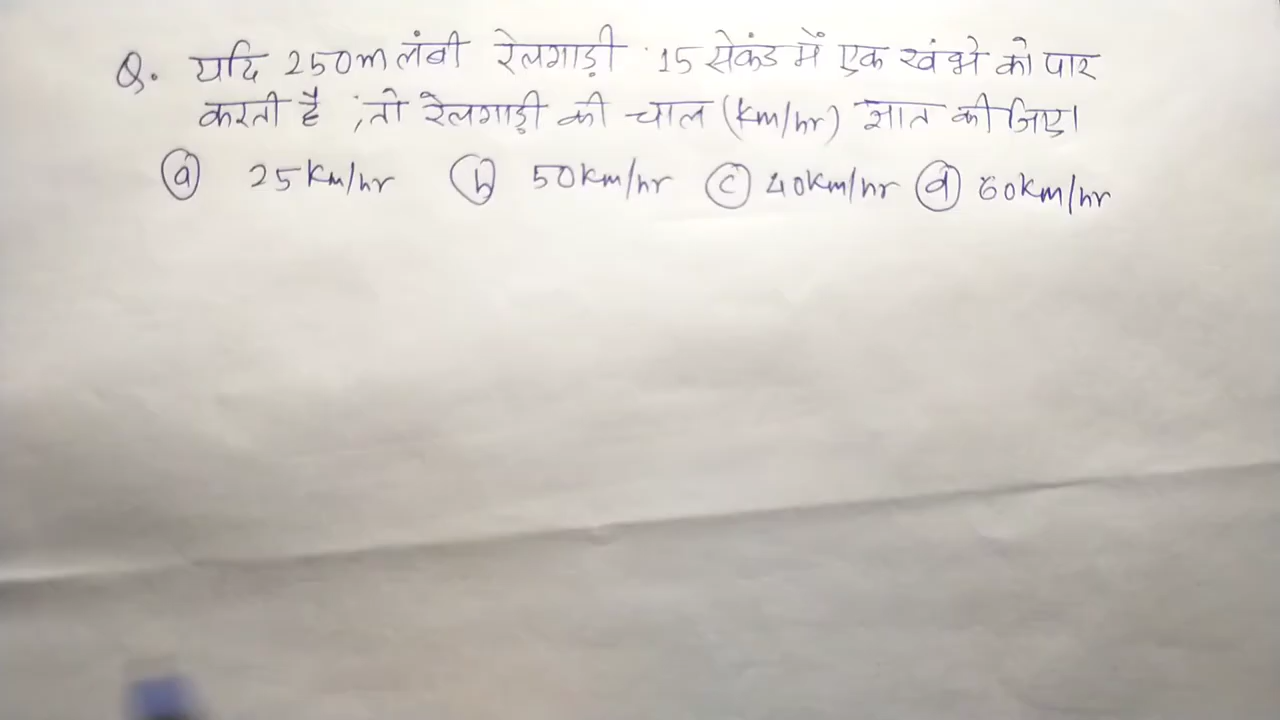 Q. यदि 250m लंबी रेलगाड़ी 15 सेकंड में एक खंभे को पार
करती है, तो रेलगाड़ी की चाल (km/hr) ज्ञात कीजिए।
(a) 25km/hr (b) 50km/hr (c) 40km/hr (d) 60km/hr